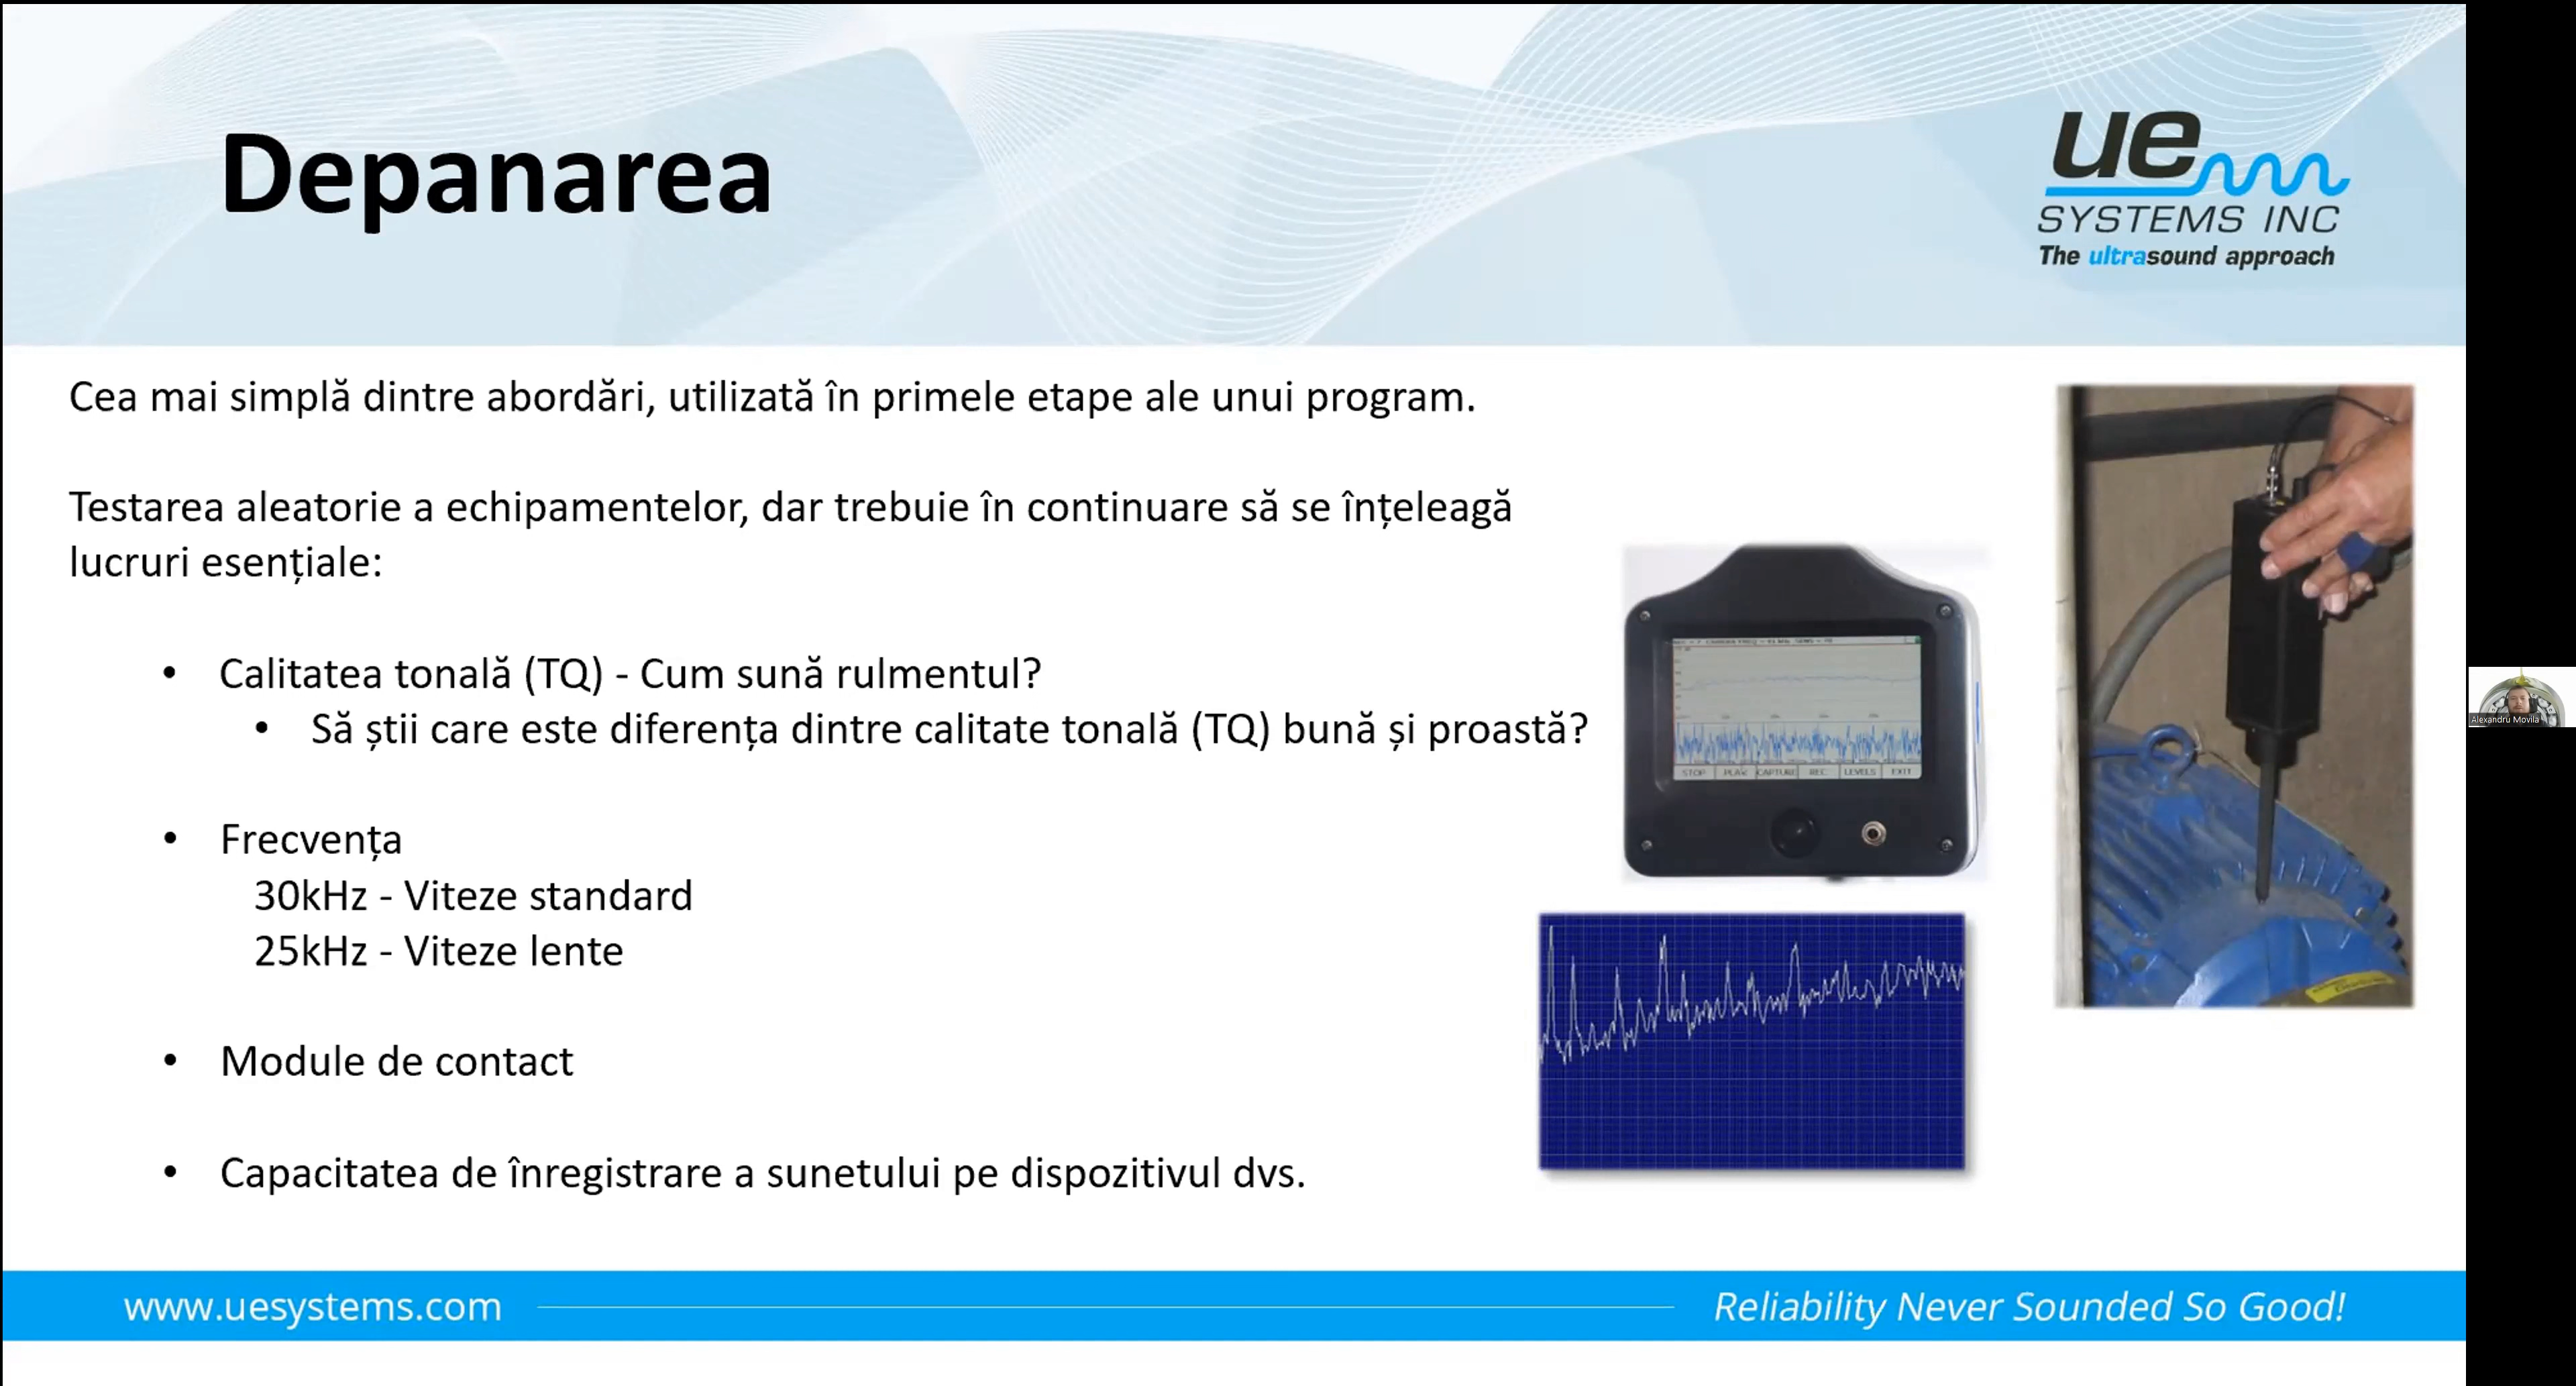 Depanarea
ue
SYSTEMS INC
The ultrasound approach
Cea mai simplă dintre abordări, utilizată în primele etape ale unui program.
Testarea aleatorie a echipamentelor, dar trebuie în continuare să se înțeleagă
lucruri esențiale:
• Calitatea tonală (TQ) - Cum sună rulmentul?
• Să știi care este diferența dintre calitate tonală (TQ) bună și proastă?
• Frecvența
30kHz - Viteze standard
25kHz - Viteze lente
• Module de contact
• Capacitatea de înregistrare a sunetului pe dispozitivul dvs.
STOP PLAY CAPTURE REC LEVELS EXIT
Alexandru Movila
www.uesystems.com
Reliability Never Sounded So Good!